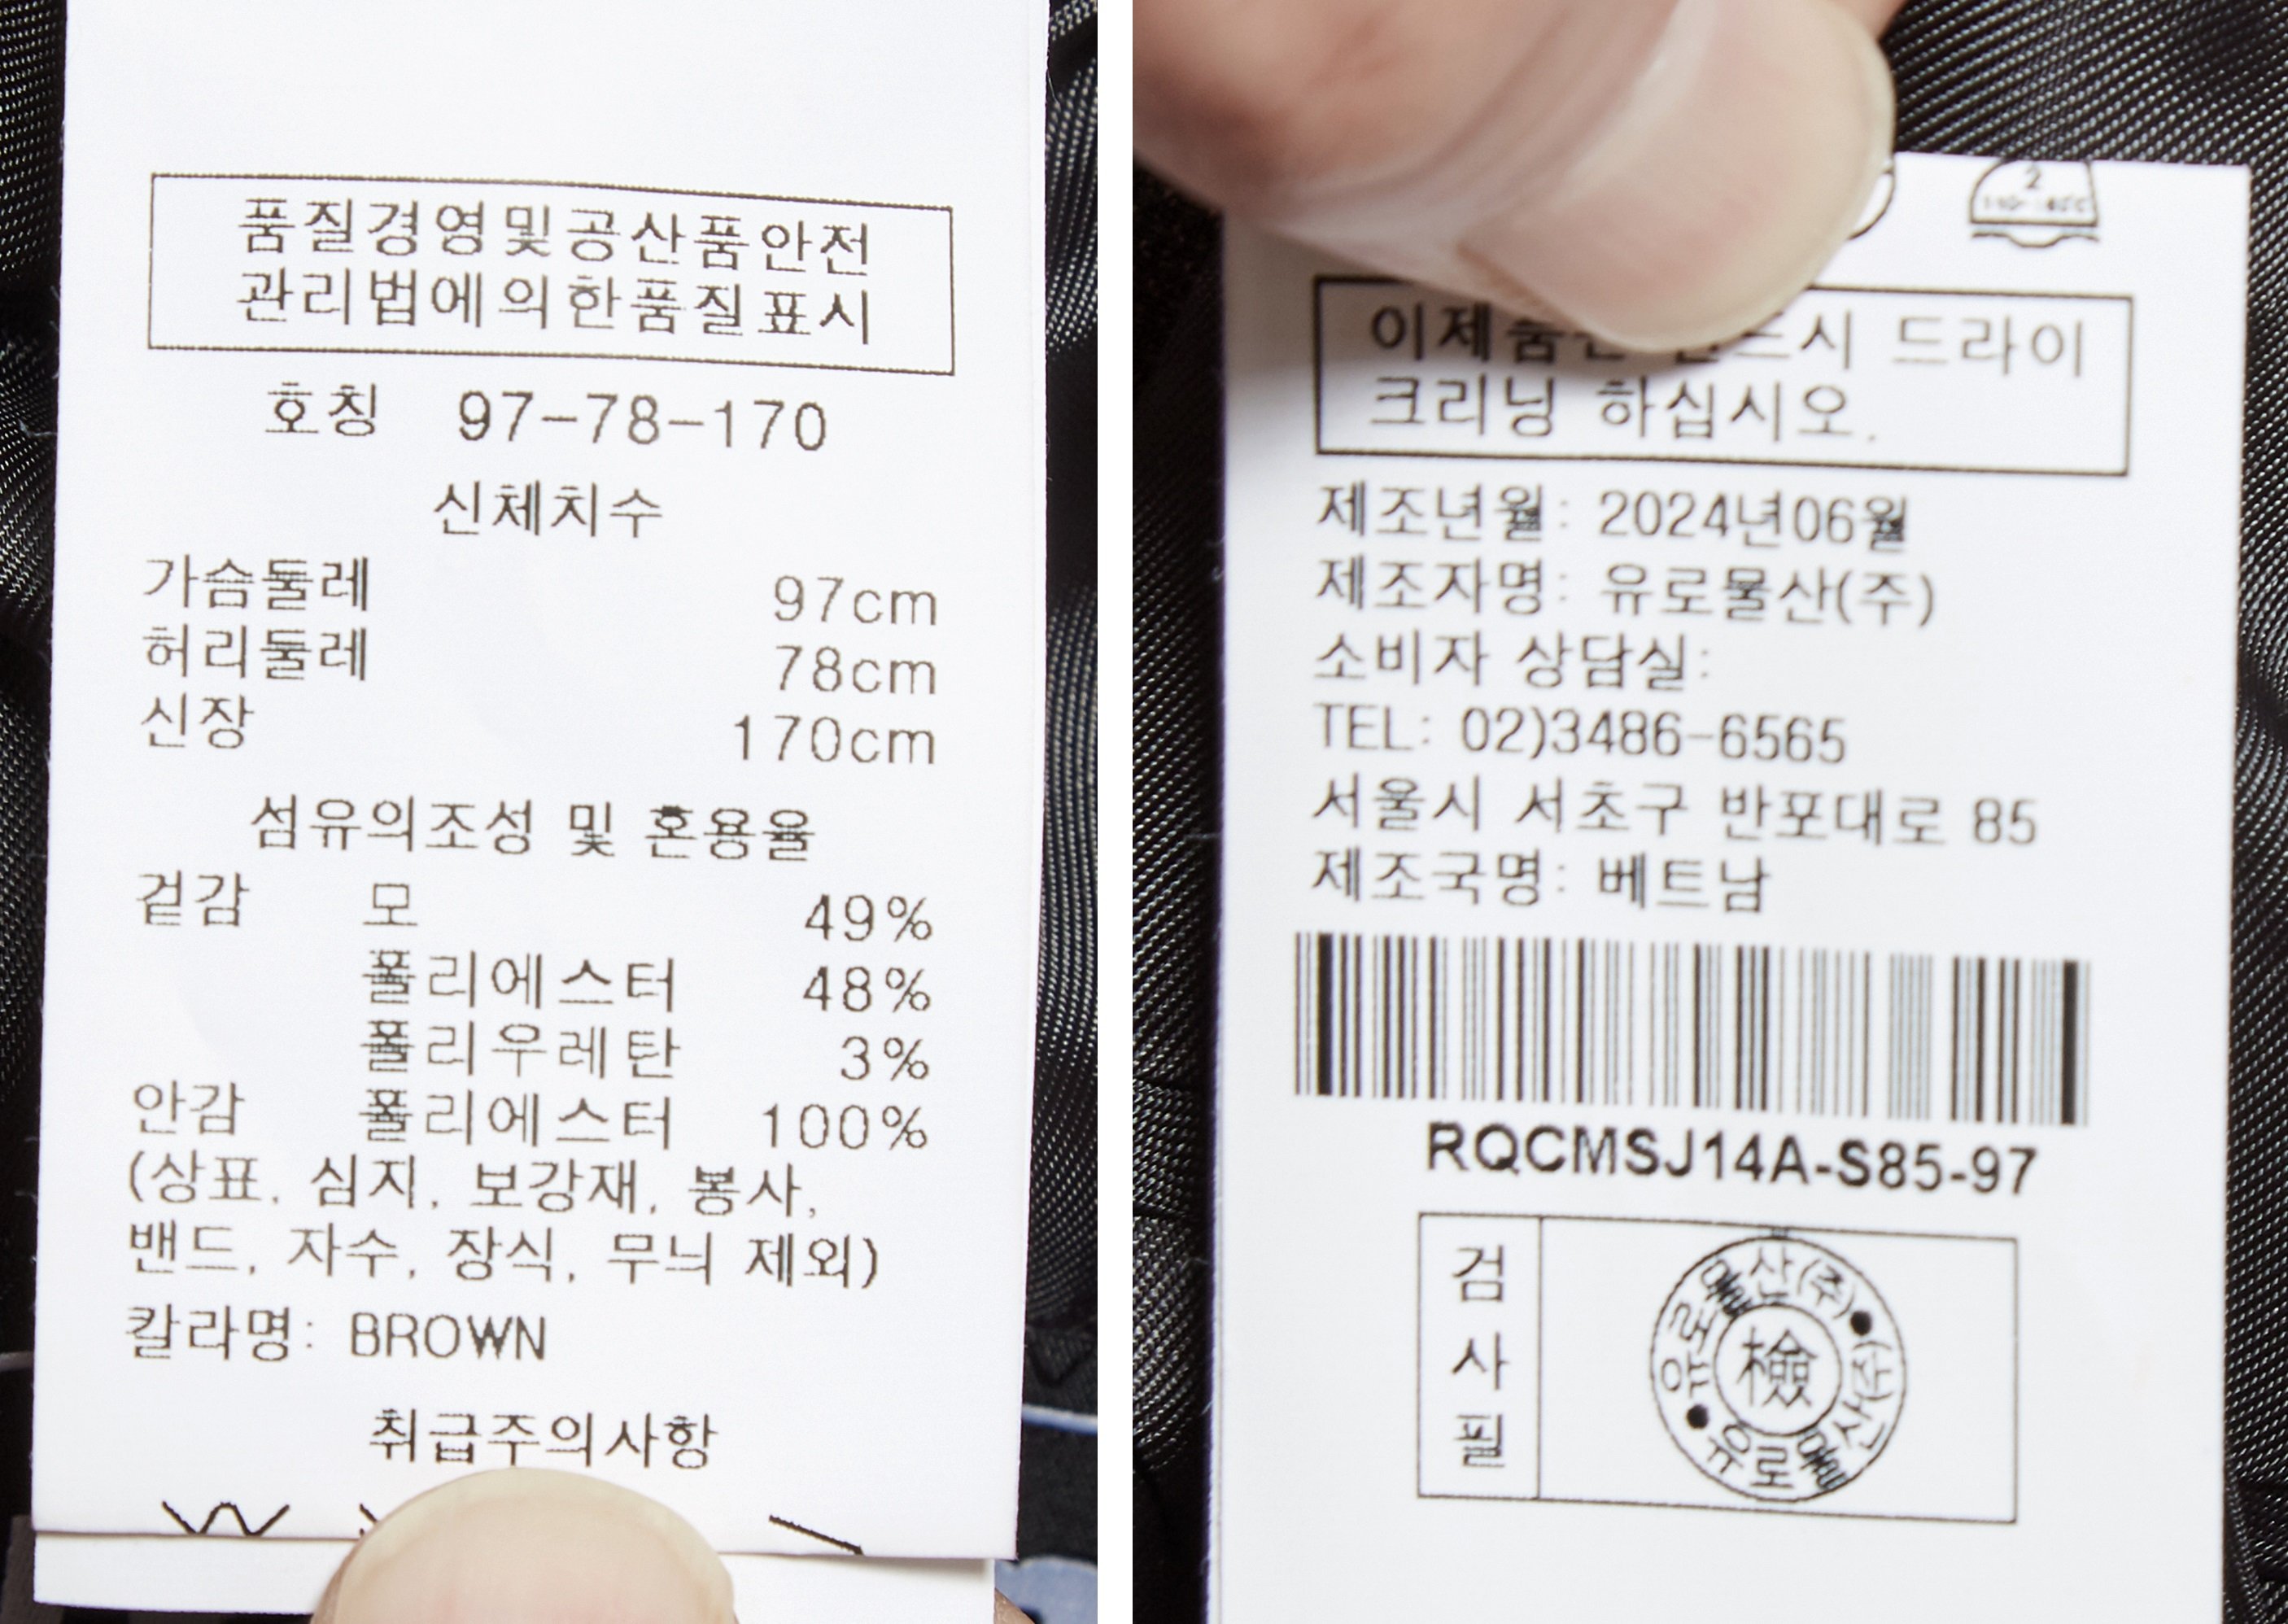 품질경영및공산품안전
관리법에의한품질표시
호칭 97-78-170
신체치수
가슴둘레 97cm
허리둘레 78cm
신장 170cm
섬유의조성 및 혼용율
겉감 모 49%
폴리에스터 48%
폴리우레탄 3%
안감 폴리에스터 100%
(상표, 심지, 보강재, 봉사,
밴드, 자수, 장식, 무늬 제외)
칼라명: BROWN
취급주의사항
2
드라이
크리닝 하십시오.
제조년월: 2024년06월
제조자명: 유로물산(주)
소비자 상담실:
TEL: 02)3486-6565
서울시 서초구 반포대로 85
제조국명: 베트남
RQCMSJ14A-S85-97
검
사
필
유로물산(주)•(산)
유로물산
檢